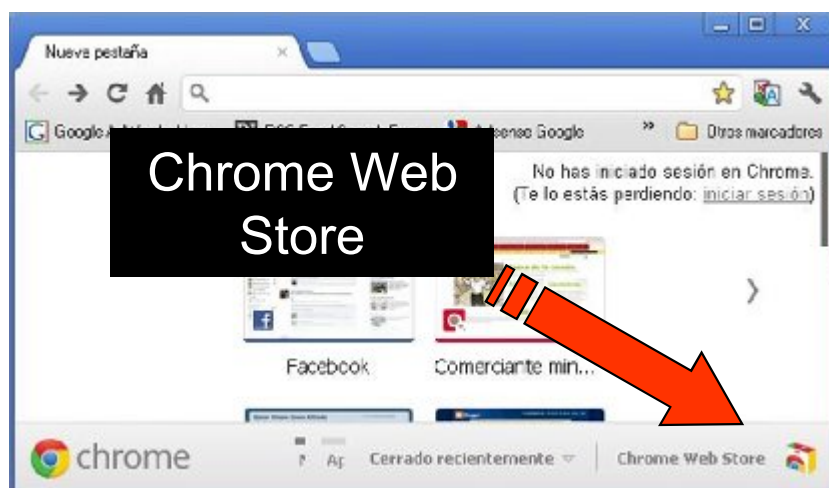 Nueva pestaña
Google
Adsense Google
»
Otros marcadores
Chrome Web
Store
No has iniciado sesión en Chrome.
(Te lo estás perdiendo: iniciar sesión)
Facebook
Comerciante min...
chrome
Cerrado recientemente
Chrome Web Store